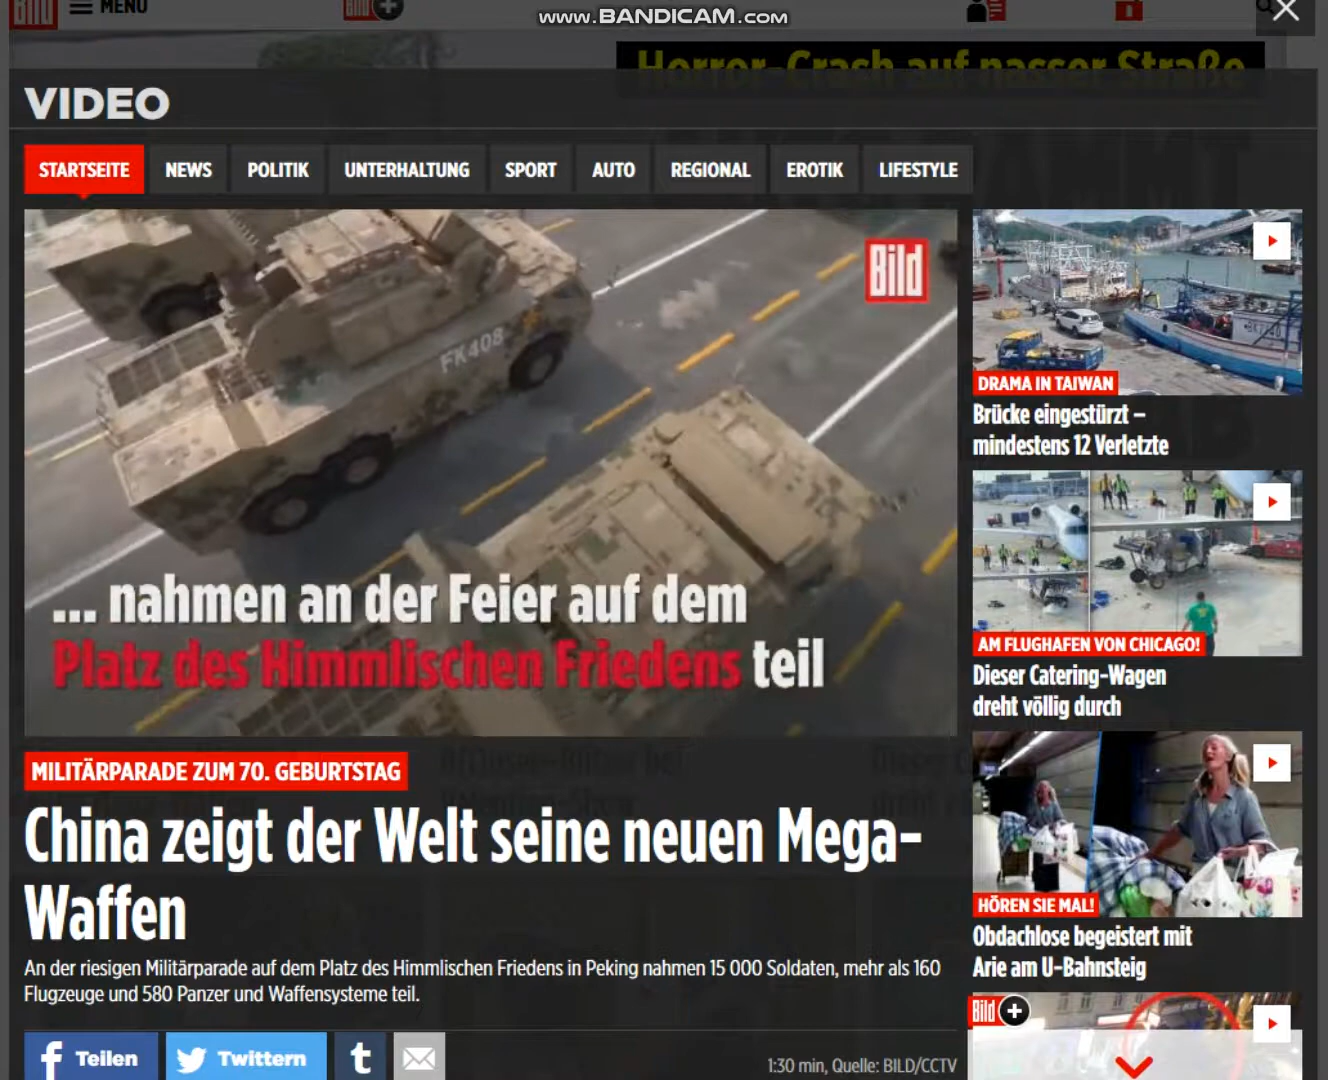 Bild
MENÜ
Bild
www.BANDICAM.com
Horror-Crash auf nasser Straße
VIDEO
STARTSEITE
NEWS
POLITIK
UNTERHALTUNG
SPORT
AUTO
REGIONAL
EROTIK
LIFESTYLE
Bild
FK408
... nahmen an der Feier auf dem
Platz des Himmlischen Friedens teil
MILITÄRPARADE ZUM 70. GEBURTSTAG
China zeigt der Welt seine neuen Mega-
Waffen
An der riesigen Militärparade auf dem Platz des Himmlischen Friedens in Peking nahmen 15 000 Soldaten, mehr als 160
Flugzeuge und 580 Panzer und Waffensysteme teil.
Teilen
Twittern
t
1:30 min, Quelle: BILD/CCTV
DRAMA IN TAIWAN
Brücke eingestürzt –
mindestens 12 Verletzte
AM FLUGHAFEN VON CHICAGO!
Dieser Catering-Wagen
dreht völlig durch
HÖREN SIE MAL!
Obdachlose begeistert mit
Arie am U-Bahnsteig
Bild